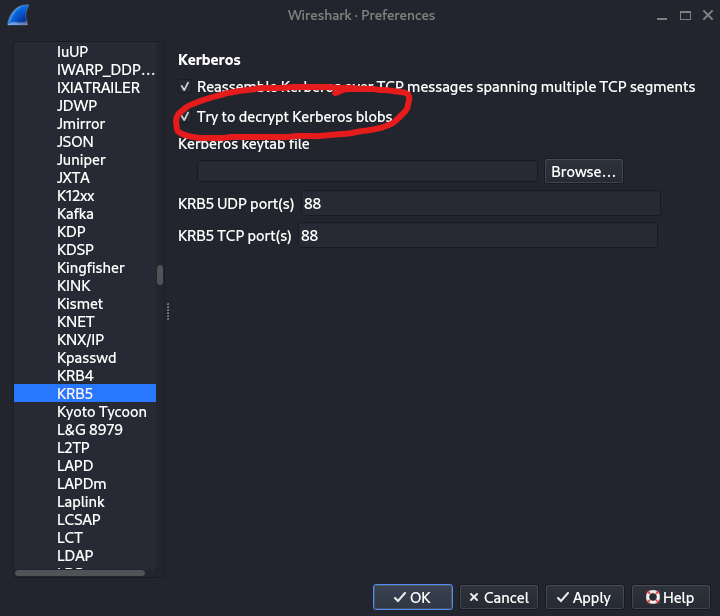 Wireshark · Preferences
IuUP
IWARP_DDP...
IXIATRAILER
JDWP
Jmirror
JSON
Juniper
JXTA
K12xx
Kafka
KDP
KDSP
Kingfisher
KINK
Kismet
KNET
KNX/IP
Kpasswd
KRB4
KRB5
Kyoto Tycoon
L&G 8979
L2TP
LAPD
LAPDm
Laplink
LCSAP
LCT
LDAP
Kerberos
Reassemble Kerberos over TCP messages spanning multiple TCP segments
Try to decrypt Kerberos blobs
Kerberos keytab file
Browse...
KRB5 UDP port(s) 88
KRB5 TCP port(s) 88
OK Cancel Apply Help